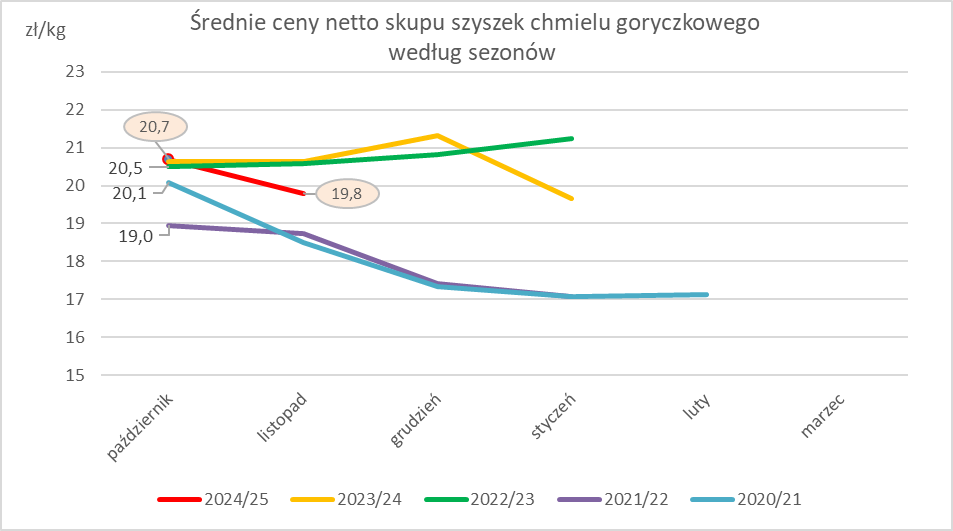 zł/kg
Średnie ceny netto skupu szyszek chmielu goryczkowego
według sezonów
23
22
21
20
19
18
17
16
15
20,7
20,5
20,1
19,0
19,8
październik
listopad
grudzień
styczeń
luty
marzec
2024/25
2023/24
2022/23
2021/22
2020/21